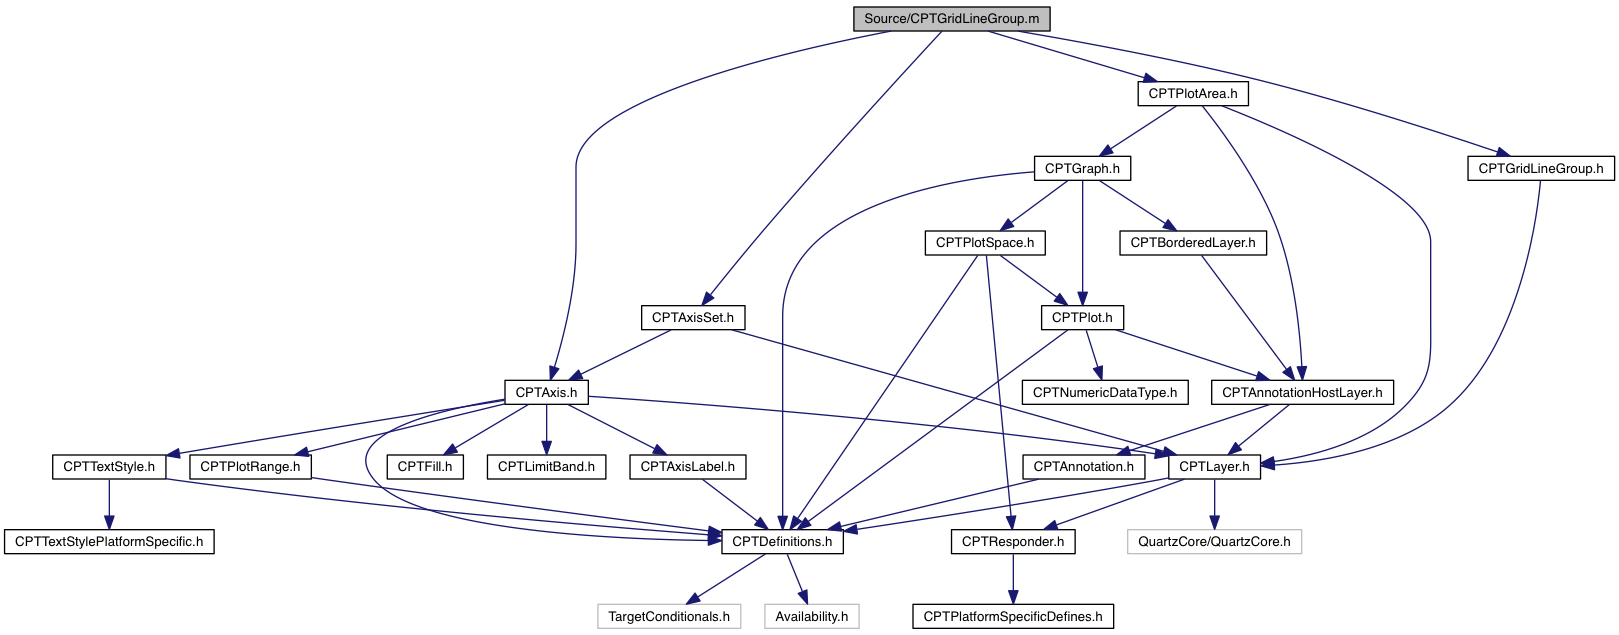 Source/CPTGridLineGroup.m
CPTPlotArea.h
CPTGraph.h
CPTGridLineGroup.h
CPTPlotSpace.h
CPTBorderedLayer.h
CPTAxisSet.h
CPTPlot.h
CPTAxis.h
CPTNumericDataType.h
CPTAnnotationHostLayer.h
CPTTextStyle.h
CPTPlotRange.h
CPTFill.h
CPTLimitBand.h
CPTAxisLabel.h
CPTAnnotation.h
CPTLayer.h
CPTTextStylePlatformSpecific.h
CPTDefinitions.h
CPTResponder.h
QuartzCore/QuartzCore.h
TargetConditionals.h
Availability.h
CPTPlatformSpecificDefines.h